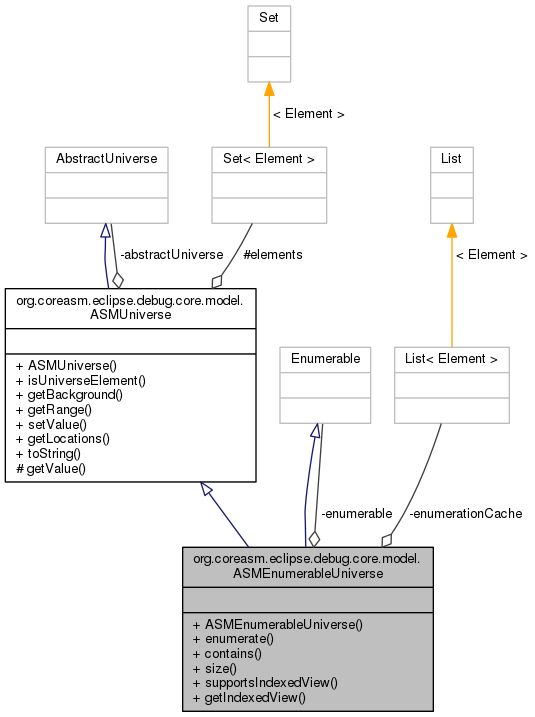 Set
< Element >
AbstractUniverse
Set< Element >
List
-abstractUniverse
#elements
< Element >
org.coreasm.eclipse.debug.core.model.
ASMUniverse
+ ASMUniverse()
+ isUniverseElement()
+ getBackground()
+ getRange()
+ setValue()
+ getLocations()
+ toString()
# getValue()
Enumerable
List< Element >
-enumerable
-enumerationCache
org.coreasm.eclipse.debug.core.model.
ASMEnumerableUniverse
+ ASMEnumerableUniverse()
+ enumerate()
+ contains()
+ size()
+ supportsIndexedView()
+ getIndexedView()